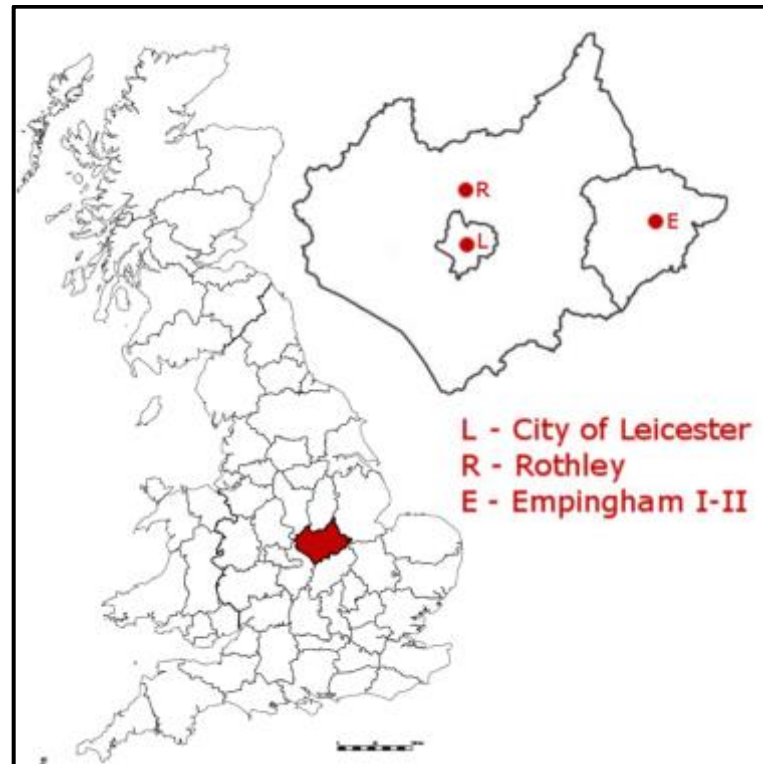 R
L
E
L - City of Leicester
R - Rothley
E - Empingham I-II